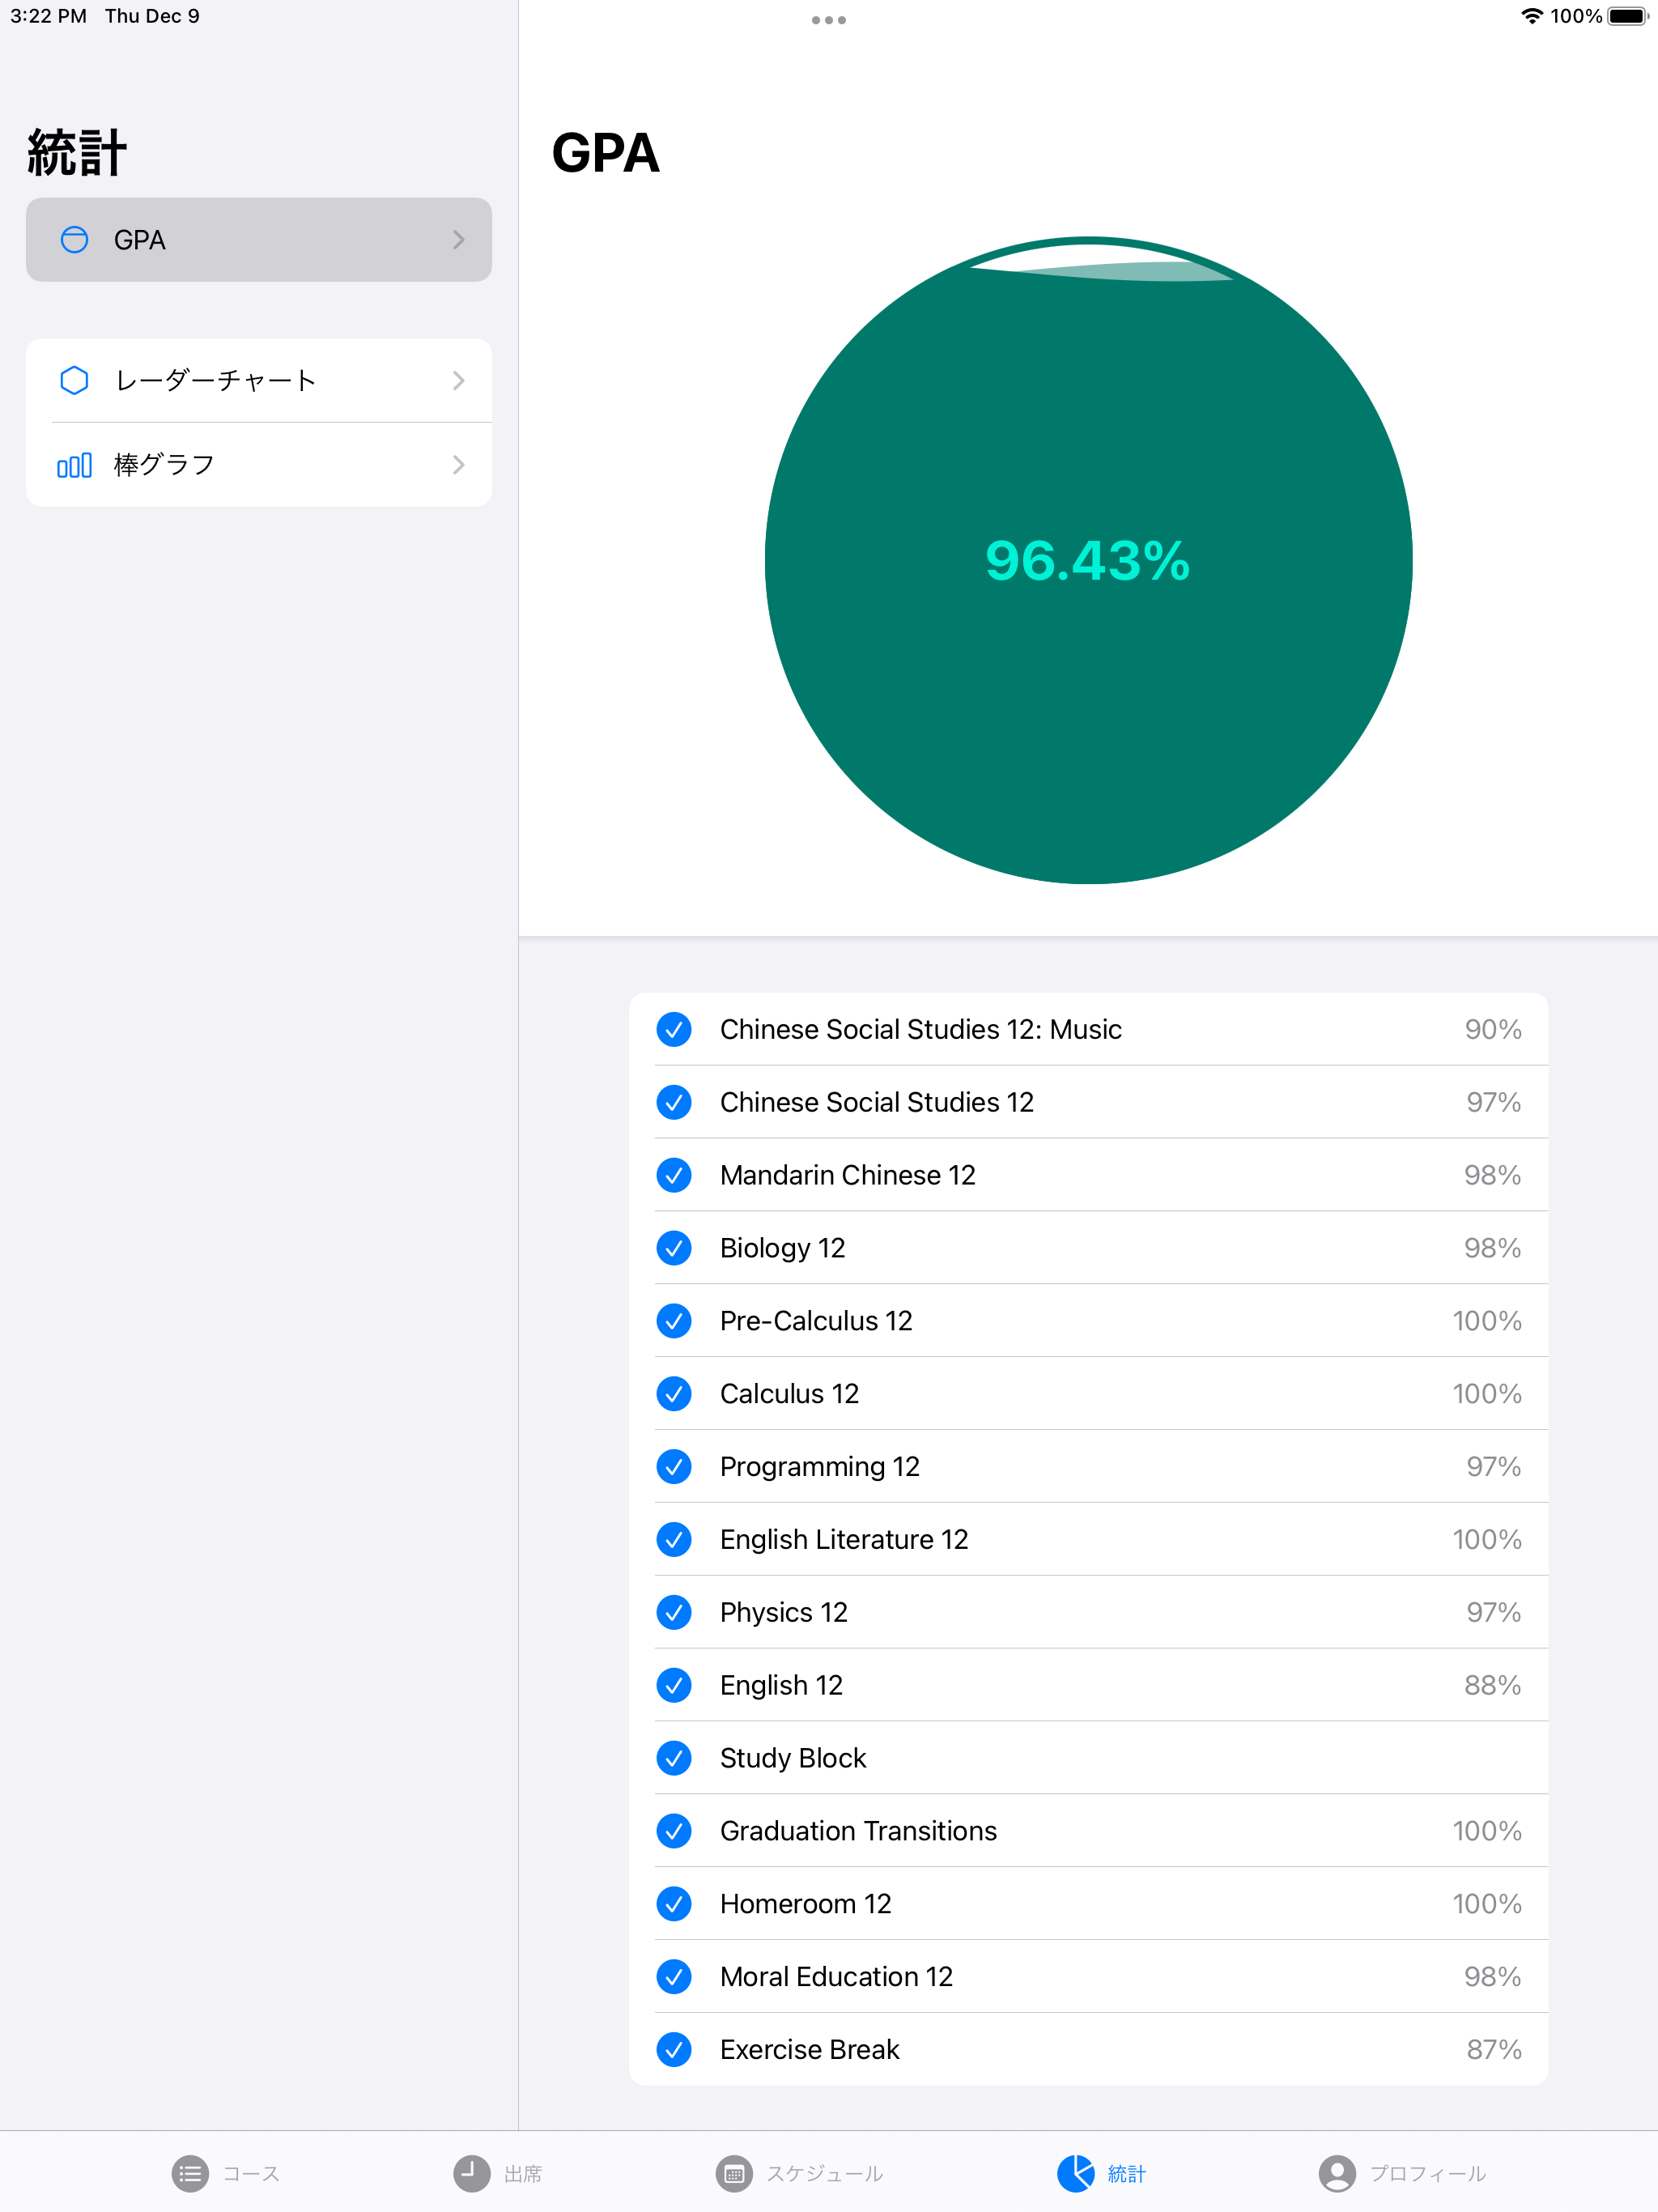 3:22 PM Thu Dec 9
100%
統計
GPA
レーダーチャート
棒グラフ
GPA
96.43%
Chinese Social Studies 12: Music 90%
Chinese Social Studies 12 97%
Mandarin Chinese 12 98%
Biology 12 98%
Pre-Calculus 12 100%
Calculus 12 100%
Programming 12 97%
English Literature 12 100%
Physics 12 97%
English 12 88%
Study Block
Graduation Transitions 100%
Homeroom 12 100%
Moral Education 12 98%
Exercise Break 87%
コース 出席 スケジュール 統計 プロフィール